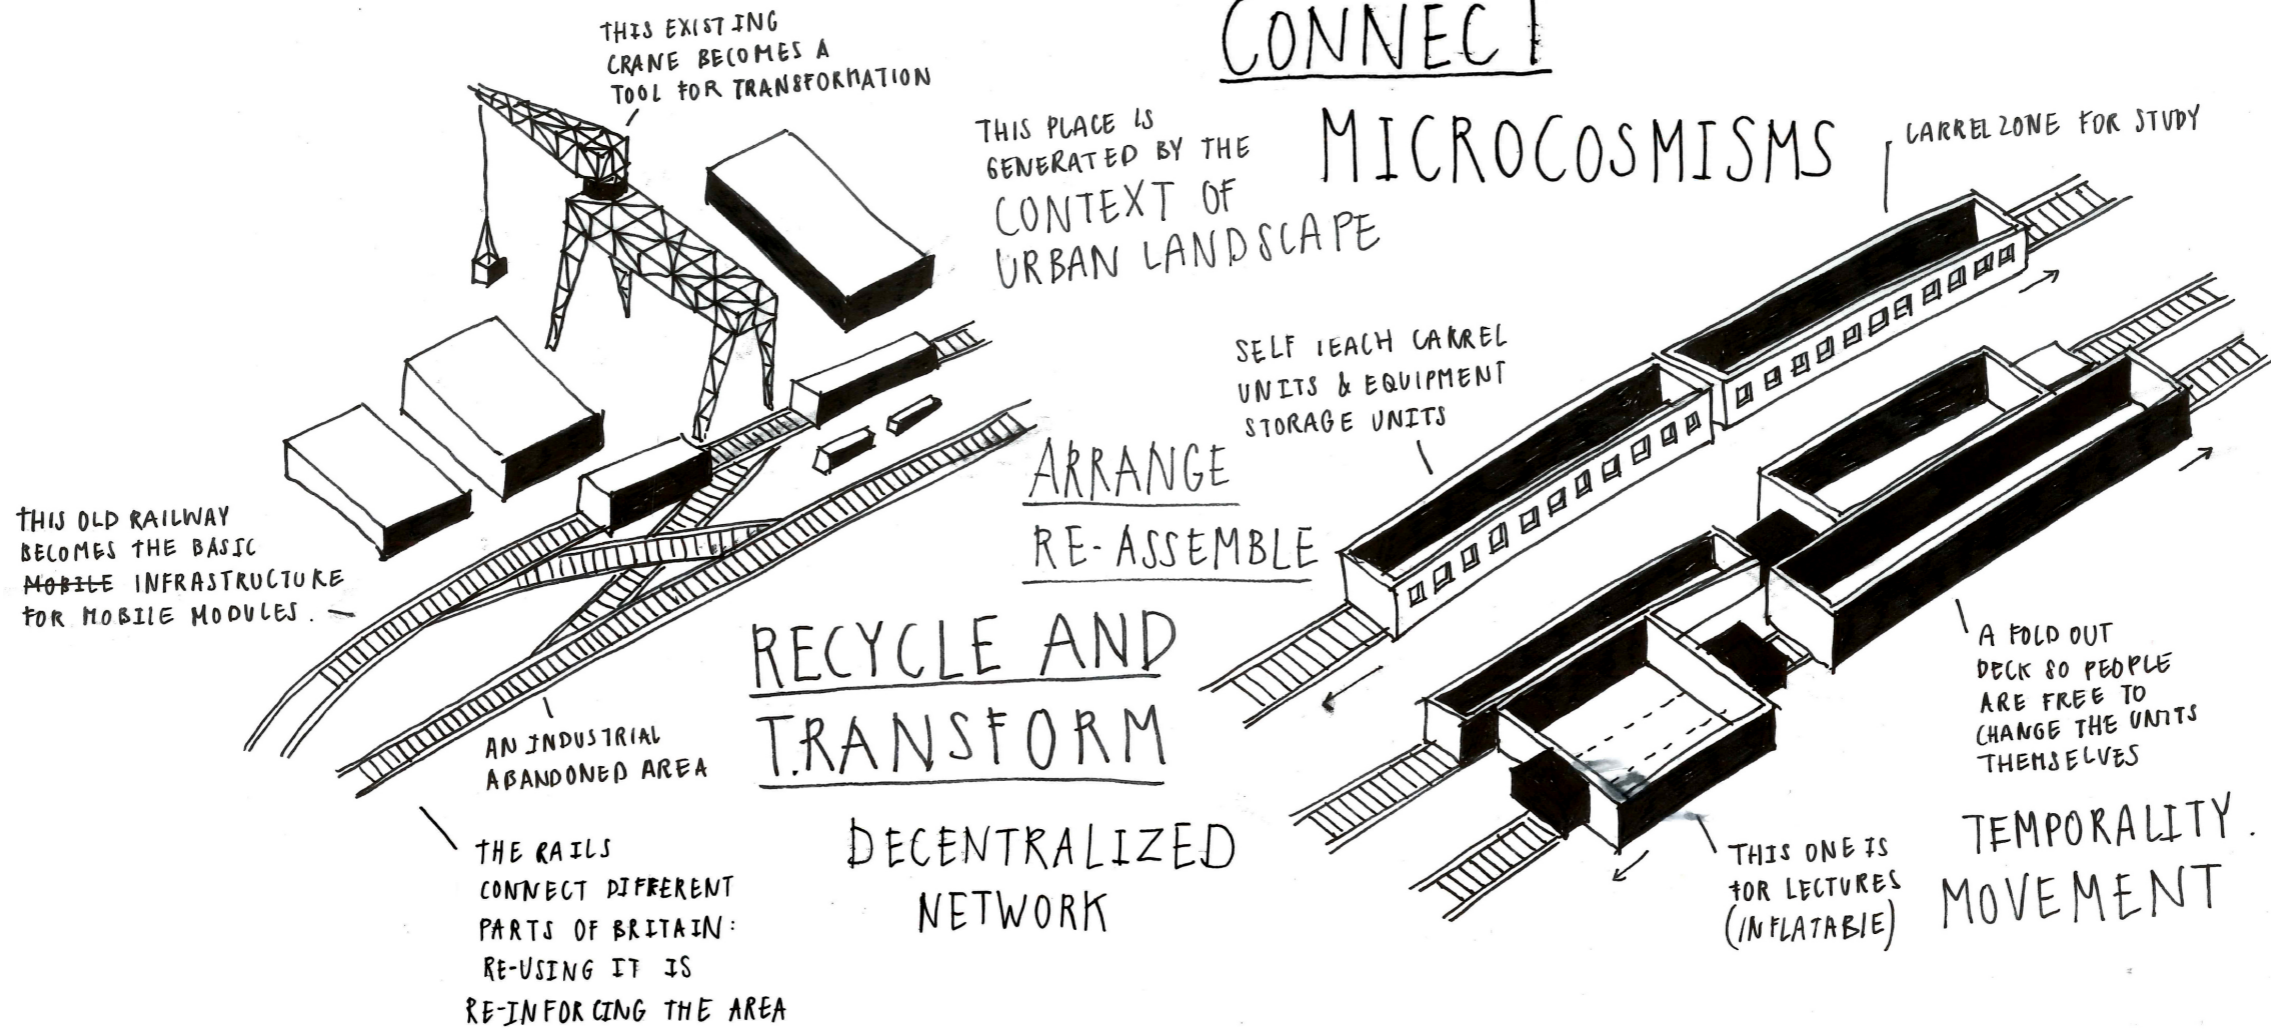 THIS EXISTING
CRANE BECOMES A
TOOL FOR TRANSFORMATION
CONNECT
MICROCOSMISMS
THIS PLACE IS
GENERATED BY THE
CONTEXT OF
URBAN LANDSCAPE
CARREL ZONE FOR STUDY
SELF TEACH CARREL
UNITS & EQUIPMENT
STORAGE UNITS
ARRANGE
RE-ASSEMBLE
THIS OLD RAILWAY
BECOMES THE BASIC
MOBILE INFRASTRUCTURE
FOR MOBILE MODULES.
RECYCLE AND
TRANSFORM
AN INDUSTRIAL
ABANDONED AREA
DECENTRALIZED
NETWORK
THE RAILS
CONNECT DIFFERENT
PARTS OF BRITAIN:
RE-USING IT IS
RE-INFORCING THE AREA
A FOLD OUT
DECK SO PEOPLE
ARE FREE TO
CHANGE THE UNITS
THEMSELVES
THIS ONE IS
FOR LECTURES
(INFLATABLE)
TEMPORALITY.
MOVEMENT